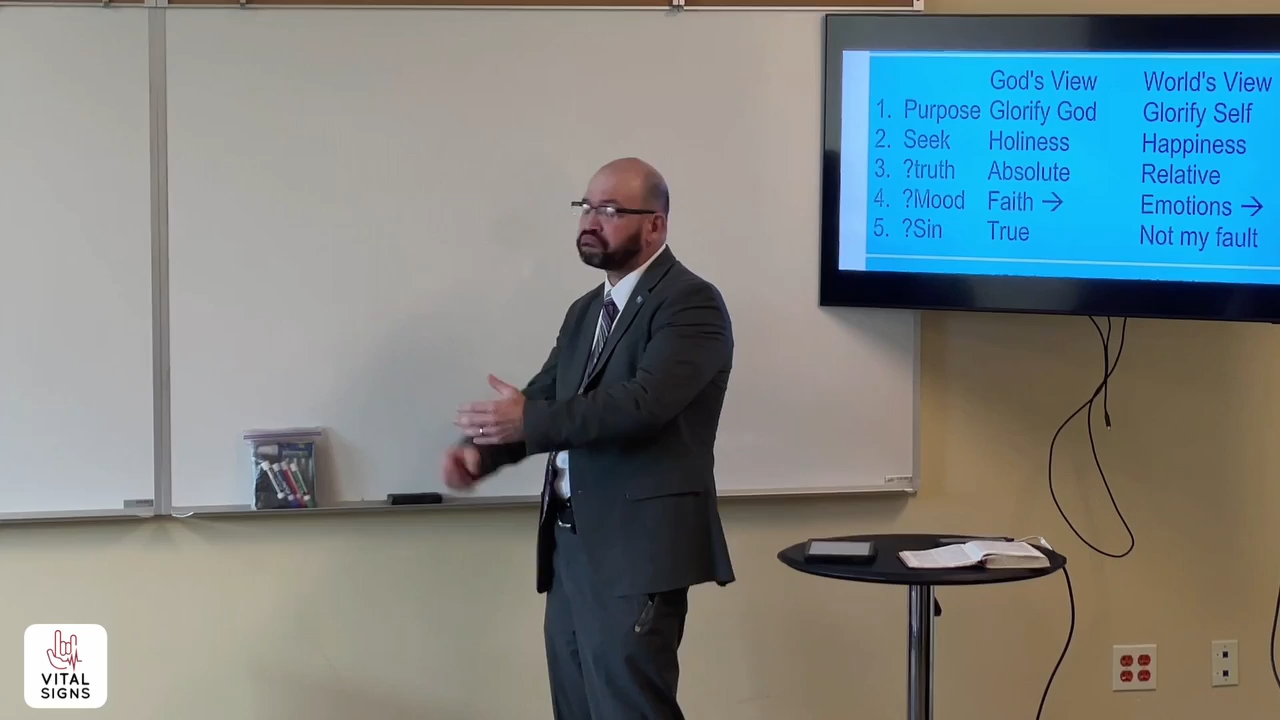 God's View World's View
1. Purpose Glorify God Glorify Self
2. Seek Holiness Happiness
3. ?truth Absolute Relative
4. ?Mood Faith → Emotions →
5. ?Sin True Not my fault
VITAL
SIGNS